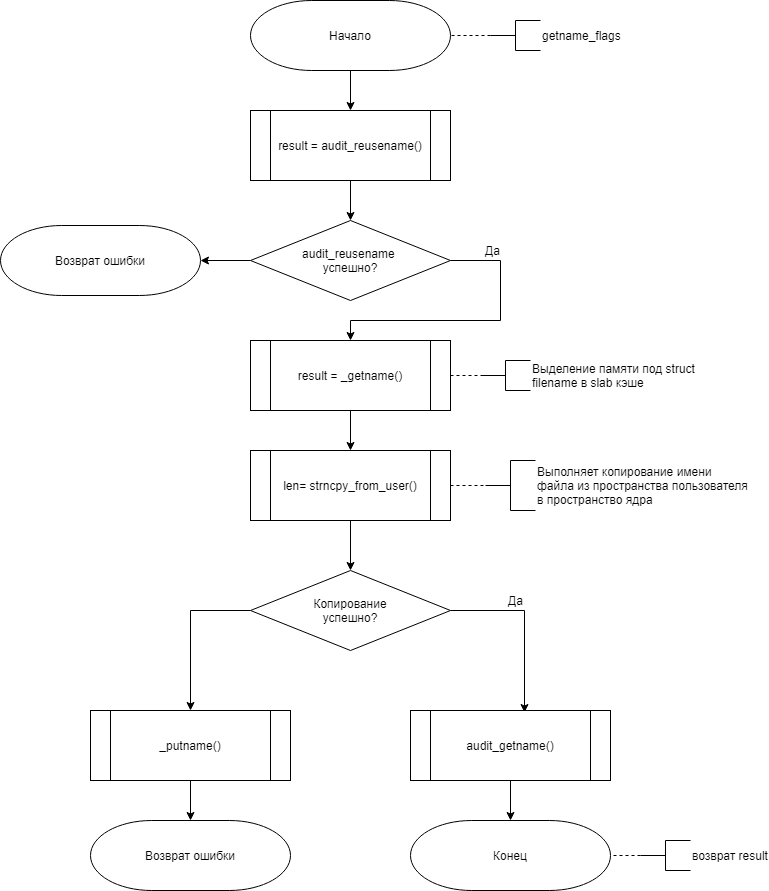 Начало
getname_flags
result = audit_reusename()
audit_reusename
успешно?
Да
Возврат ошибки
result = _getname()
Выделение памяти под struct
filename в slab кэше
len= strncpy_from_user()
Выполняет копирование имени
файла из пространства пользователя
в пространство ядра
Копирование
успешно?
Да
_putname()
audit_getname()
Возврат ошибки
Конец
возврат result